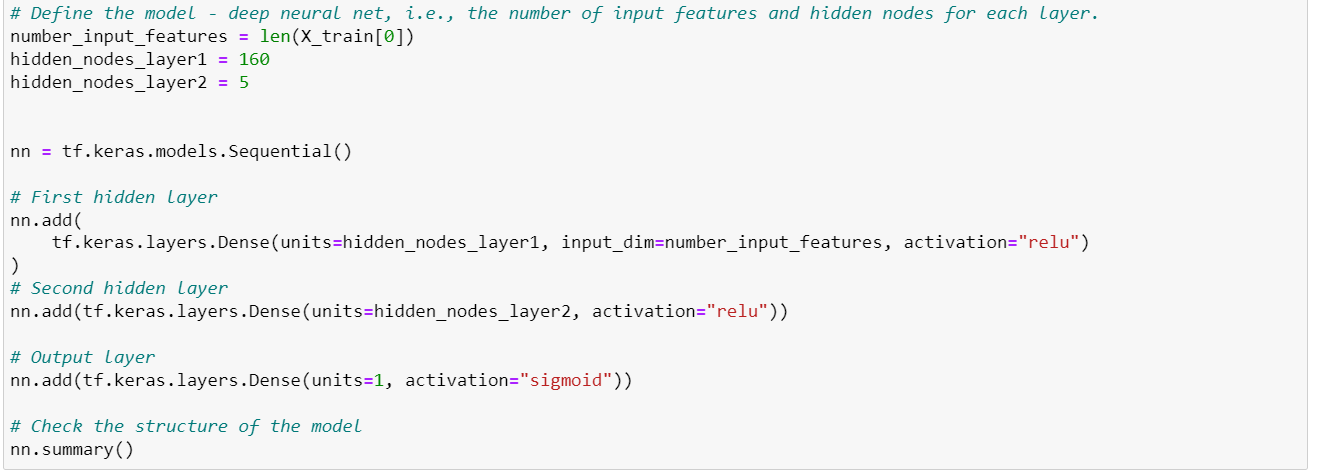 # Define the model - deep neural net, i.e., the number of input features and hidden nodes for each layer.
number_input_features = len(X_train[0])
hidden_nodes_layer1 = 160
hidden_nodes_layer2 = 5
nn = tf.keras.models.Sequential()
# First hidden layer
nn.add(
    tf.keras.layers.Dense(units=hidden_nodes_layer1, input_dim=number_input_features, activation="relu")
)
# Second hidden layer
nn.add(tf.keras.layers.Dense(units=hidden_nodes_layer2, activation="relu"))
# Output layer
nn.add(tf.keras.layers.Dense(units=1, activation="sigmoid"))
# Check the structure of the model
nn.summary()